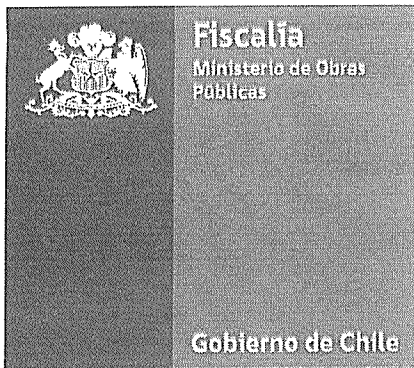 Fiscalía
Ministerio de Obras
Públicas
Gobierno de Chile